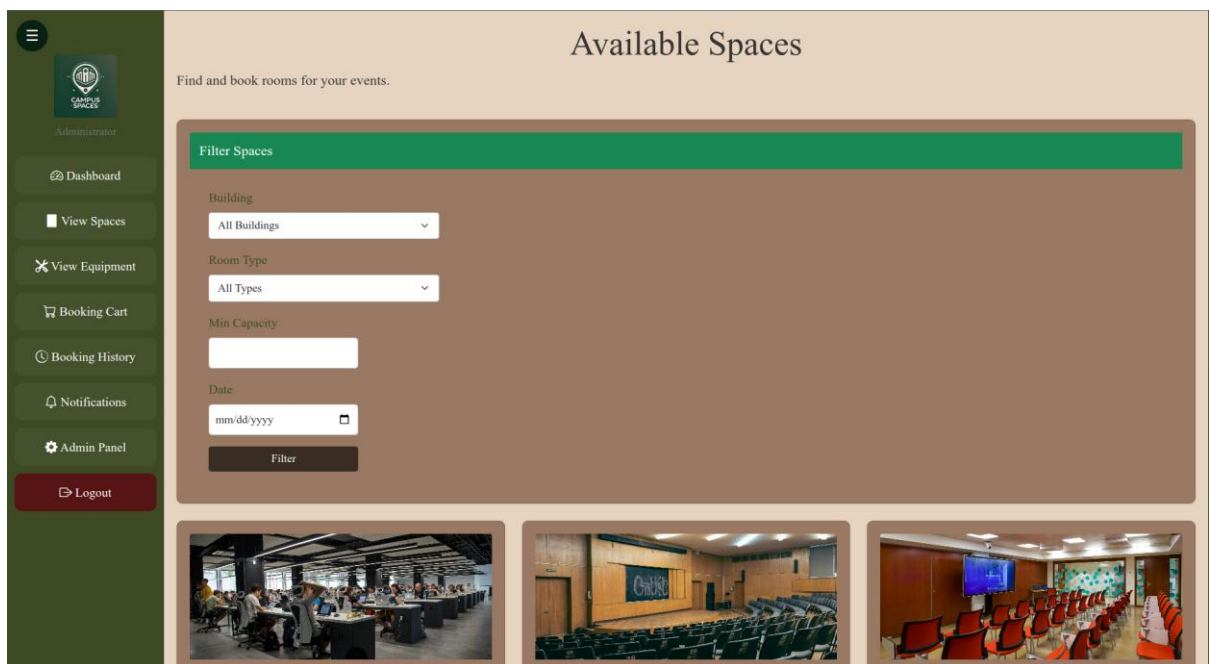 ☰
CAMPUS
SPACES
Administrator
Dashboard
View Spaces
View Equipment
Booking Cart
Booking History
Notifications
Admin Panel
Logout
Available Spaces
Find and book rooms for your events.
Filter Spaces
Building
All Buildings
Room Type
All Types
Min Capacity
Date
mm/dd/yyyy
Filter